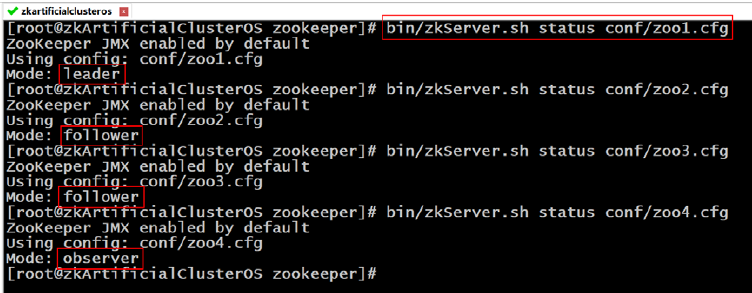 zkartificialclusteros
[root@zkArtificialClusterOS zookeeper]# bin/zkServer.sh status conf/zoo1.cfg
ZooKeeper JMX enabled by default
Using config: conf/zoo1.cfg
Mode: leader
[root@zkArtificialClusterOS zookeeper]# bin/zkServer.sh status conf/zoo2.cfg
ZooKeeper JMX enabled by default
Using config: conf/zoo2.cfg
Mode: follower
[root@zkArtificialClusterOS zookeeper]# bin/zkServer.sh status conf/zoo3.cfg
ZooKeeper JMX enabled by default
Using config: conf/zoo3.cfg
Mode: follower
[root@zkArtificialClusterOS zookeeper]# bin/zkServer.sh status conf/zoo4.cfg
ZooKeeper JMX enabled by default
Using config: conf/zoo4.cfg
Mode: observer
[root@zkArtificialClusterOS zookeeper]#